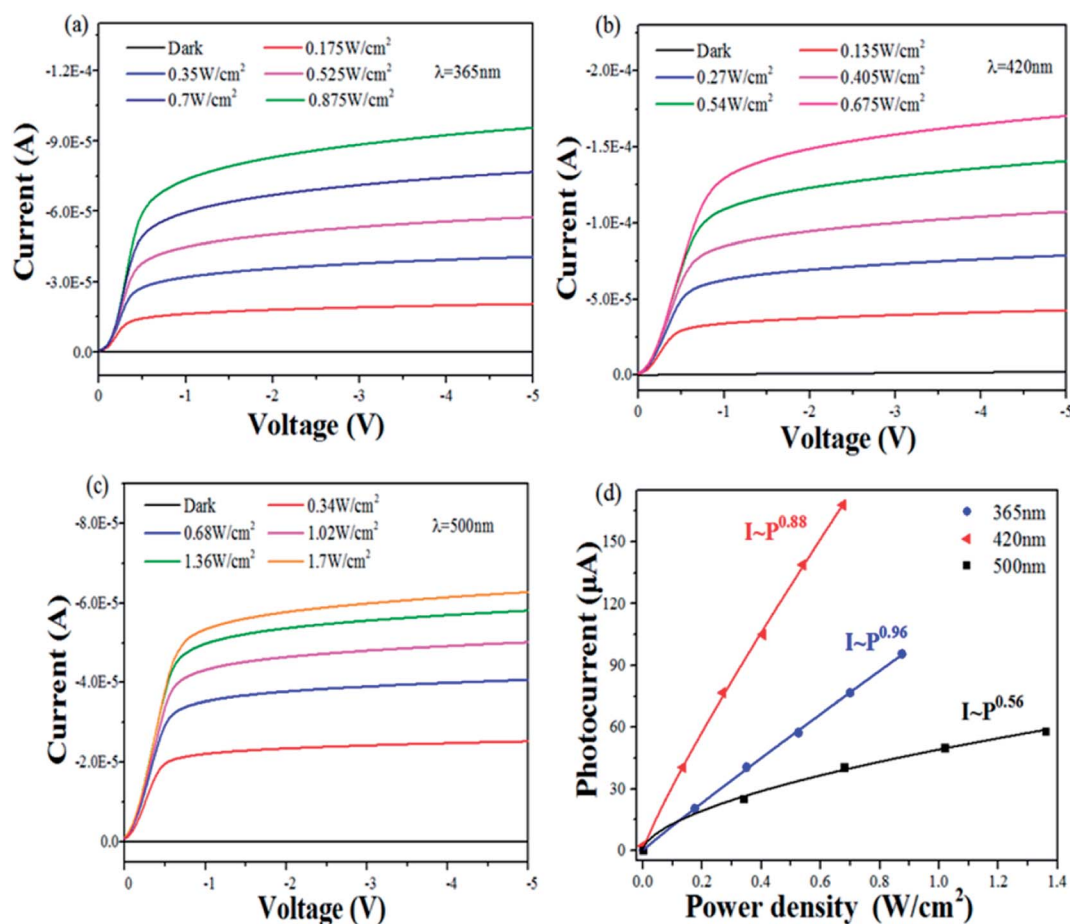 (a)
Dark
0.175W/cm²
0.35W/cm²
0.525W/cm²
0.7W/cm²
0.875W/cm²
λ=365nm
-1.2E-4
-9.0E-5
-6.0E-5
-3.0E-5
0.0
Current (A)
0 -1 -2 -3 -4 -5
Voltage (V)
(b)
Dark
0.135W/cm²
0.27W/cm²
0.405W/cm²
0.54W/cm²
0.675W/cm²
λ=420nm
-2.0E-4
-1.5E-4
-1.0E-4
-5.0E-5
0.0
Current (A)
0 -1 -2 -3 -4 -5
Voltage (V)
(c)
Dark
0.34W/cm²
0.68W/cm²
1.02W/cm²
1.36W/cm²
1.7W/cm²
λ=500nm
-8.0E-5
-6.0E-5
-4.0E-5
-2.0E-5
0.0
Current (A)
0 -1 -2 -3 -4 -5
Voltage (V)
(d)
I~P^0.88
365nm
420nm
500nm
I~P^0.96
I~P^0.56
150
120
90
60
30
0
Photocurrent (μA)
0.0 0.2 0.4 0.6 0.8 1.0 1.2 1.4
Power density (W/cm²)